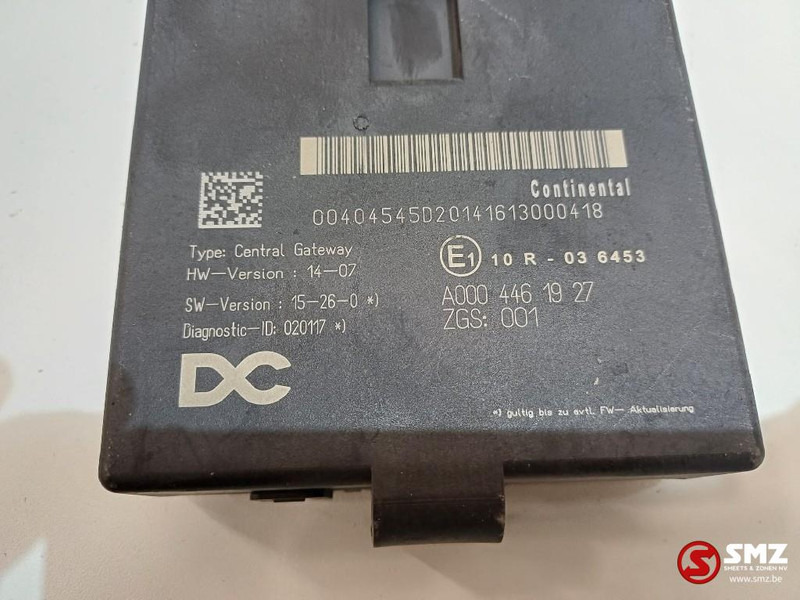 Continental
00404545D20141613000418
Type: Central Gateway
HW-Version : 14-07
E1 10 R - 03 6453
SW-Version : 15-26-0 *)
A000 446 19 27
Diagnostic-ID: 020117 *)
ZGS: 001
DC
*) gultig bis zu evtl. FW- Aktualisierung
SMZ
SMEETS & ZONEN NV
www.smz.be